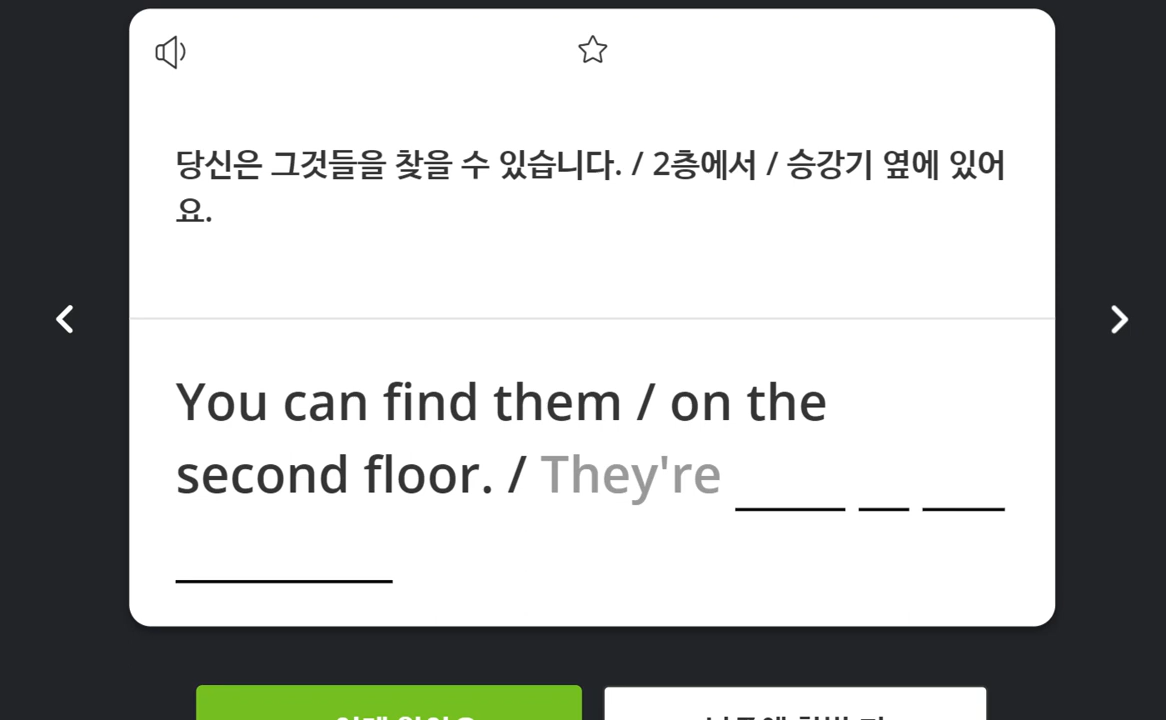 당신은 그것들을 찾을 수 있습니다. / 2층에서 / 승강기 옆에 있어
요.
You can find them / on the
second floor. / They're